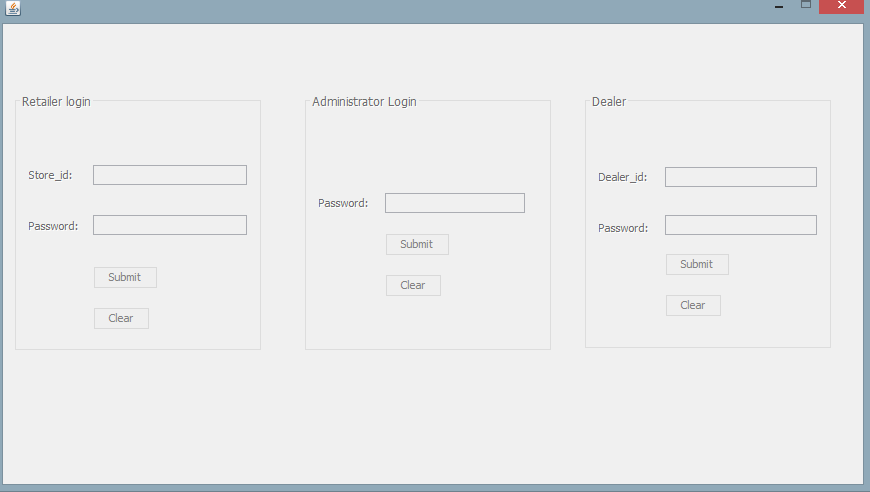 Retailer login
Store_id:
Password:
Submit
Clear
Administrator Login
Password:
Submit
Clear
Dealer
Dealer_id:
Password:
Submit
Clear